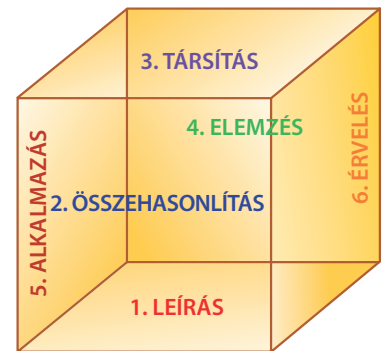 3. TÁRSÍTÁS
4. ELEMZÉS
5. ALKALMAZÁS
2. ÖSSZEHASONLÍTÁS
6. ÉRVELÉS
1. LEÍRÁS